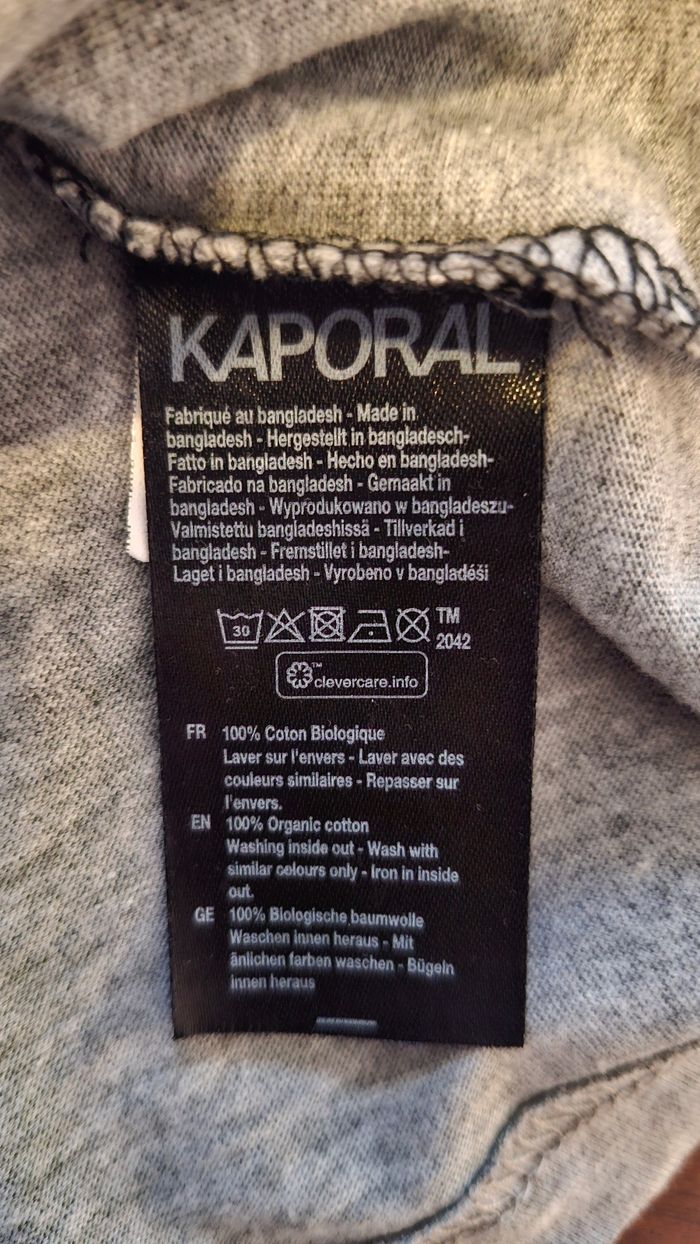 KAPORAL
Fabriqué au bangladesh - Made in
bangladesh - Hergestellt in bangladesch-
Fatto in bangladesh - Hecho en bangladesh-
Fabricado na bangladesh - Gemaakt in
bangladesh - Wyprodukowano w bangladeszu-
Valmistettu bangladeshissä - Tillverkad i
bangladesh - Fremstillet i bangladesh-
Laget i bangladesh - Vyrobeno v bangladéši
30 TM
2042
™clevercare.info
FR 100% Coton Biologique
Laver sur l'envers - Laver avec des
couleurs similaires - Repasser sur
l'envers.
EN 100% Organic cotton
Washing inside out - Wash with
similar colours only - Iron in inside
out.
GE 100% Biologische baumwolle
Waschen innen heraus - Mit
änlichen farben waschen - Bügeln
innen heraus